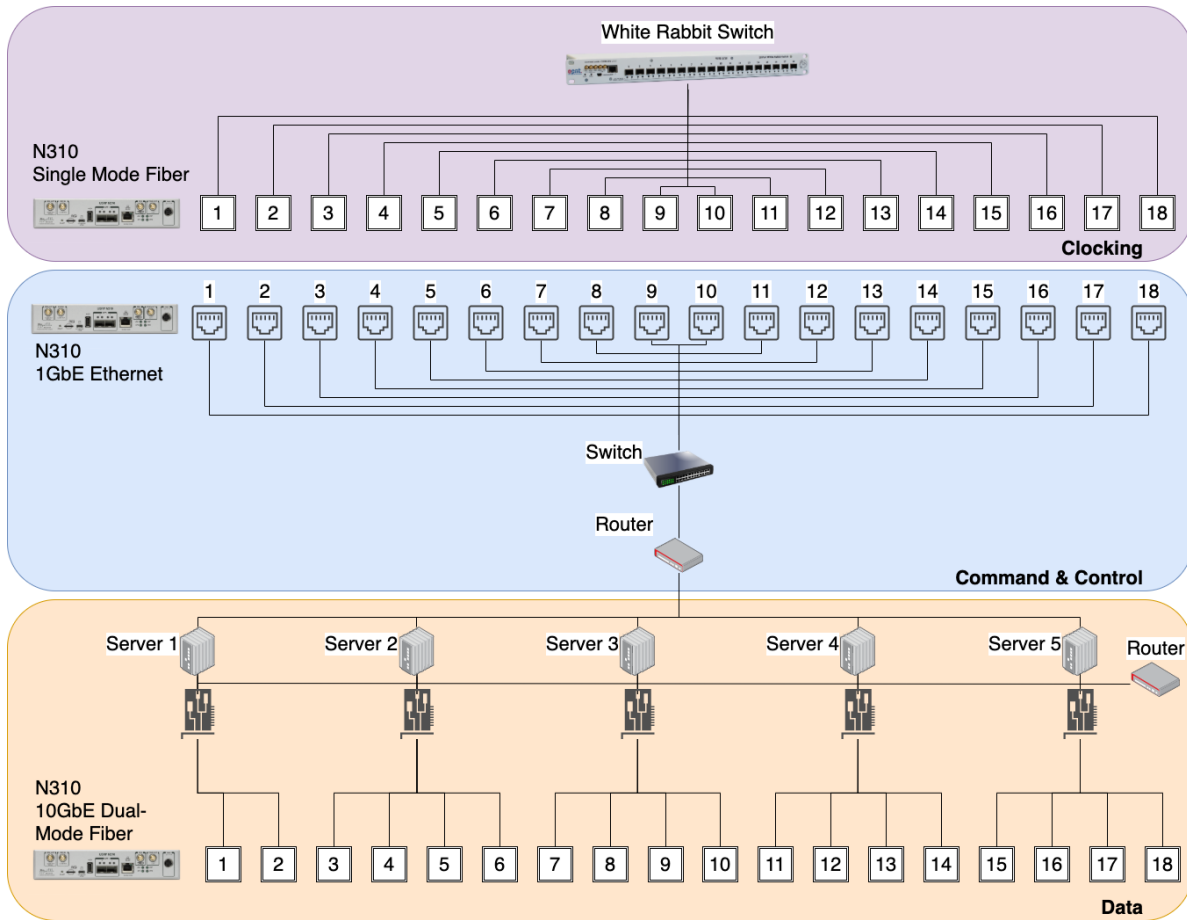 White Rabbit Switch
N310
Single Mode Fiber
1 2 3 4 5 6 7 8 9 10 11 12 13 14 15 16 17 18
Clocking
1 2 3 4 5 6 7 8 9 10 11 12 13 14 15 16 17 18
N310
1GbE Ethernet
Switch
Router
Command & Control
Server 1 Server 2 Server 3 Server 4 Server 5 Router
N310
10GbE Dual-
Mode Fiber
1 2 3 4 5 6 7 8 9 10 11 12 13 14 15 16 17 18
Data